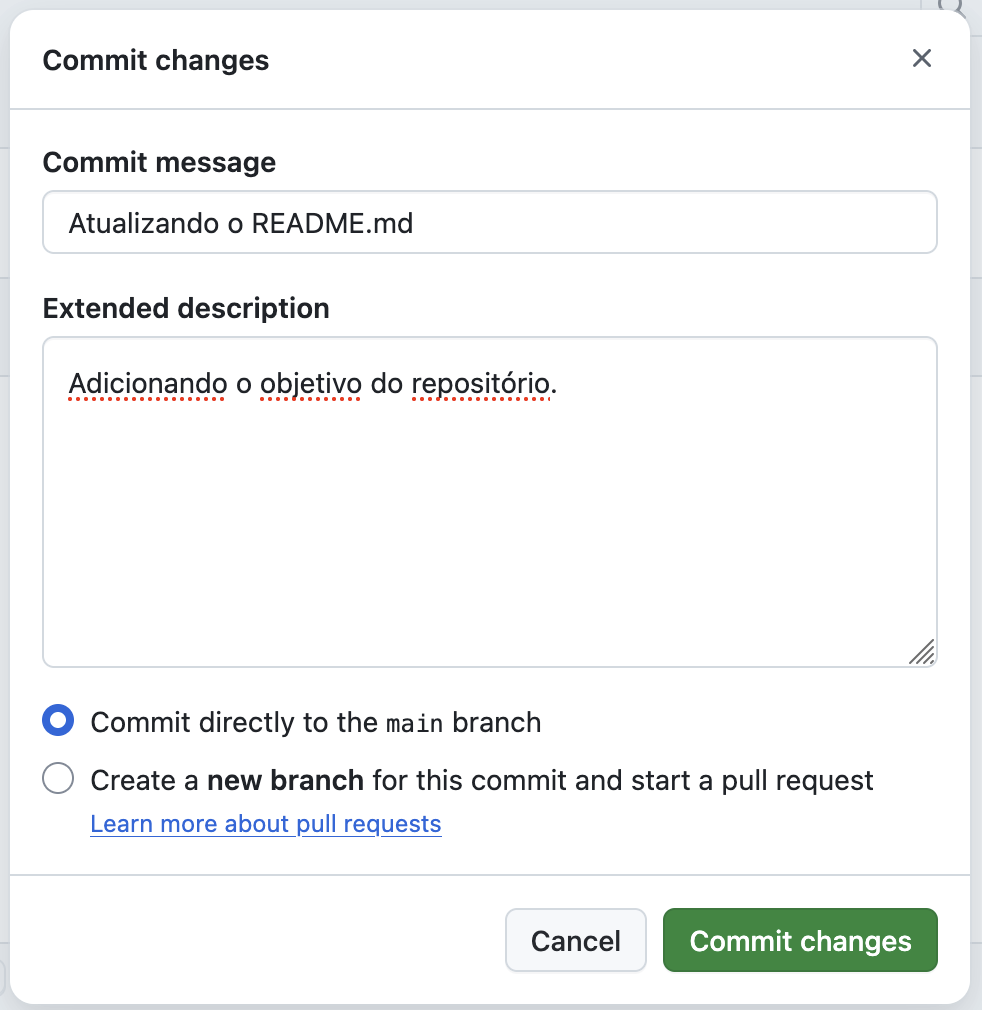 Commit changes
Commit message
Atualizando o README.md
Extended description
Adicionando o objetivo do repositório.
Commit directly to the main branch
Create a new branch for this commit and start a pull request
Learn more about pull requests
Cancel
Commit changes